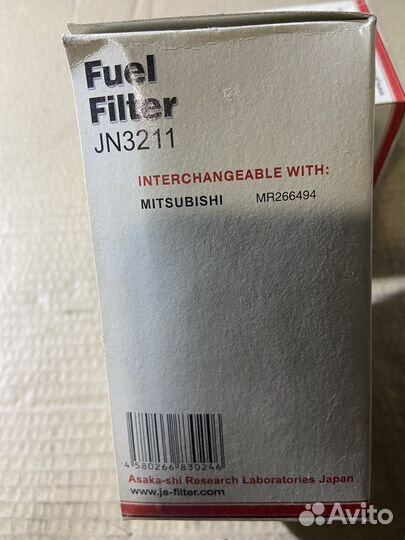 Fuel
Filter
JN3211
INTERCHANGEABLE WITH:
MITSUBISHI MR266494
4 580266 830246
Asaka-shi Research Laboratories Japan
www.js-filter.com
Avito